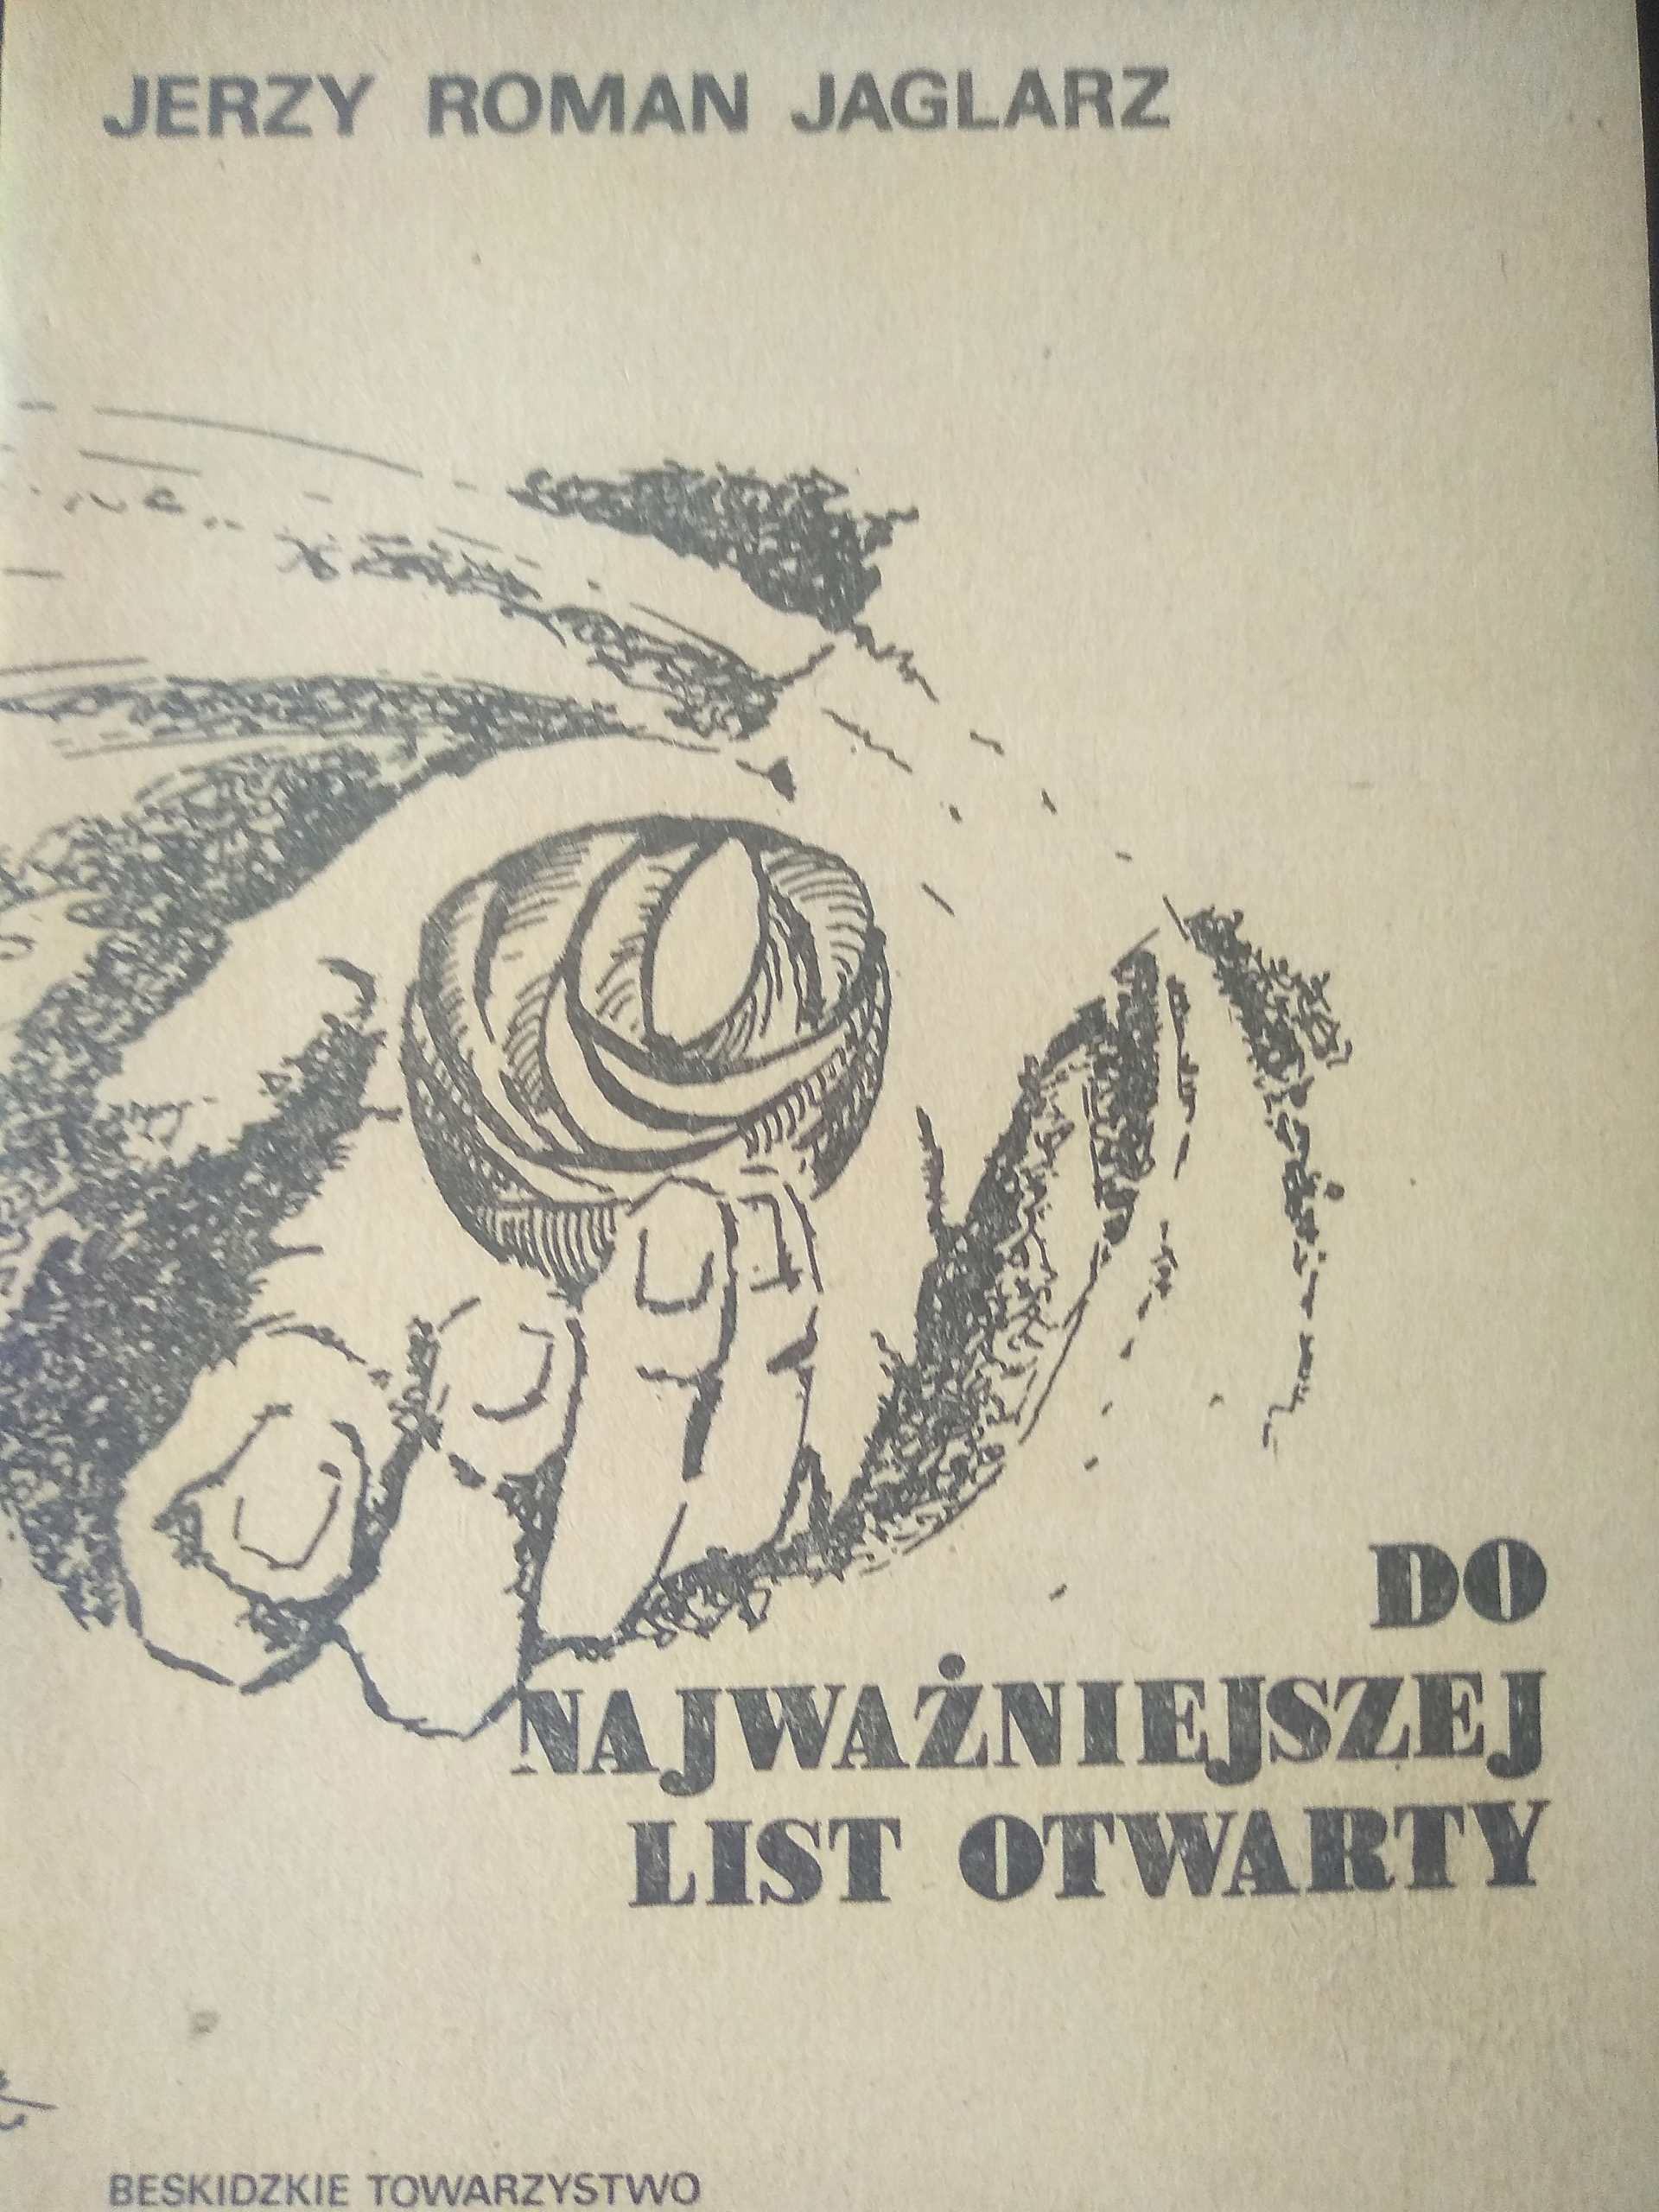 JERZY ROMAN JAGLARZ
DO
NAJWAŻNIEJSZEJ
LIST OTWARTY
BESKIDZKIE TOWARZYSTWO